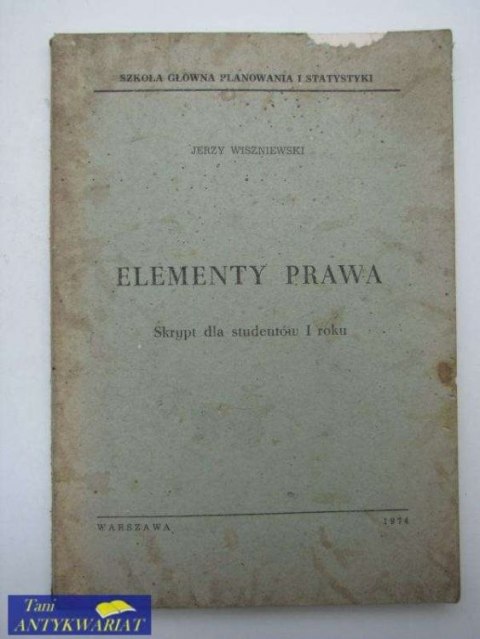 SZKOŁA GŁÓWNA PLANOWANIA I STATYSTYKI
JERZY WISZNIEWSKI
ELEMENTY PRAWA
Skrypt dla studentów I roku
WARSZAWA 1974
Tani
ANTYKWARIAT